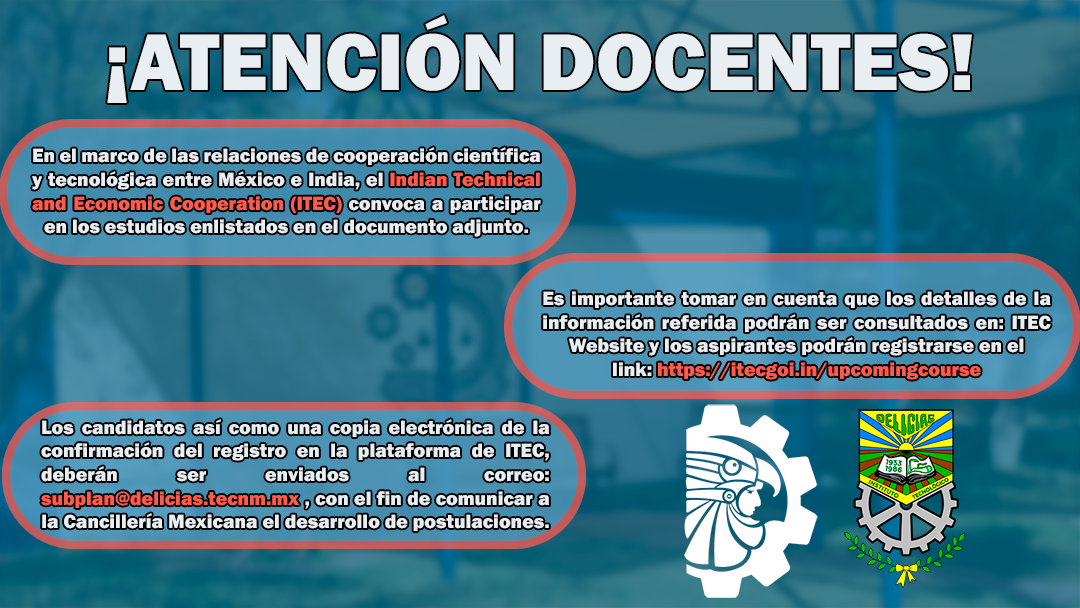 ¡ATENCIÓN DOCENTES!
En el marco de las relaciones de cooperación científica
y tecnológica entre México e India, el Indian Technical
and Economic Cooperation (ITEC) convoca a participar
en los estudios enlistados en el documento adjunto.
Es importante tomar en cuenta que los detalles de la
información referida podrán ser consultados en: ITEC
Website y los aspirantes podrán registrarse en el
link: https://itecgoi.in/upcomingcourse
Los candidatos así como una copia electrónica de la
confirmación del registro en la plataforma de ITEC,
deberán ser enviados al correo:
subplan@delicias.tecnm.mx , con el fin de comunicar a
la Cancillería Mexicana el desarrollo de postulaciones.
DELICIAS
1933
1986
INSTITUTO TECNOLÓGICO